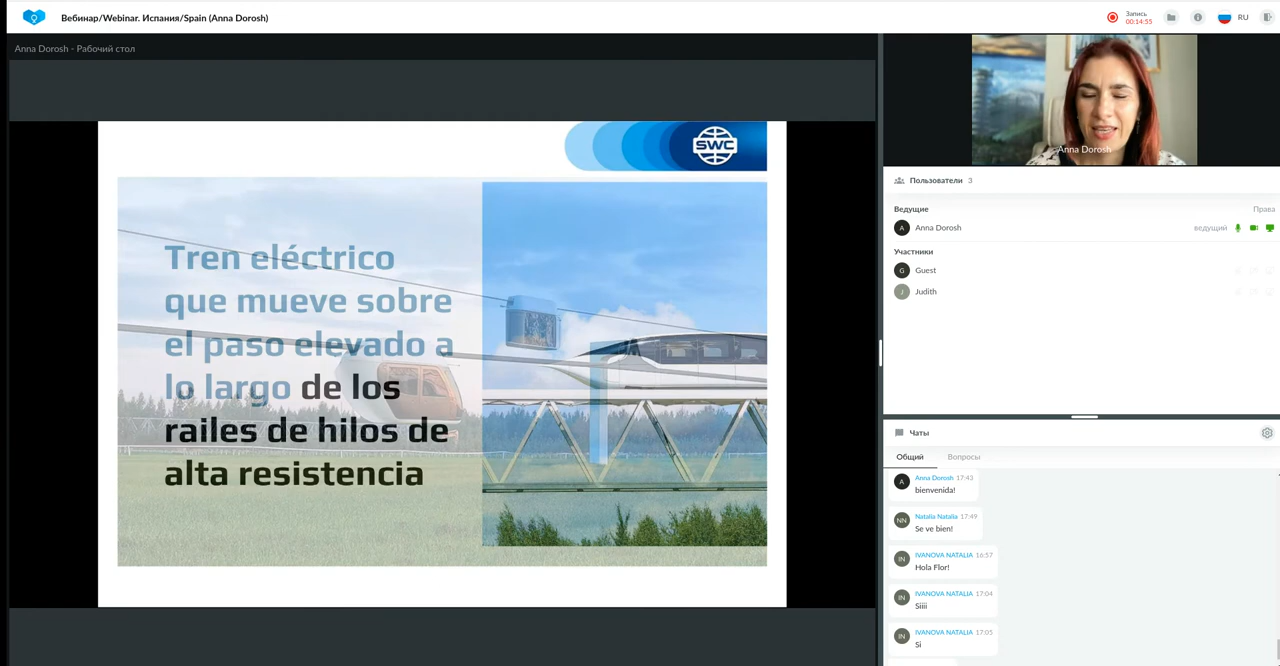 Вебинар/Webinar. Испания/Spain (Anna Dorosh)
Запись
00:14:55
RU
Anna Dorosh - Рабочий стол
SWC
Tren eléctrico
que mueve sobre
el paso elevado a
lo largo de los
railes de hilos de
alta resistencia
Anna Dorosh
Пользователи 3
Ведущие Права
A Anna Dorosh ведущий
Участники
G Guest
J Judith
Чаты
Общий Вопросы
A Anna Dorosh 17:43
bienvenida!
NN Natalia Natalia 17:49
Se ve bien!
IN IVANOVA NATALIA 16:57
Hola Flor!
IN IVANOVA NATALIA 17:04
Siiii
IN IVANOVA NATALIA 17:05
Si